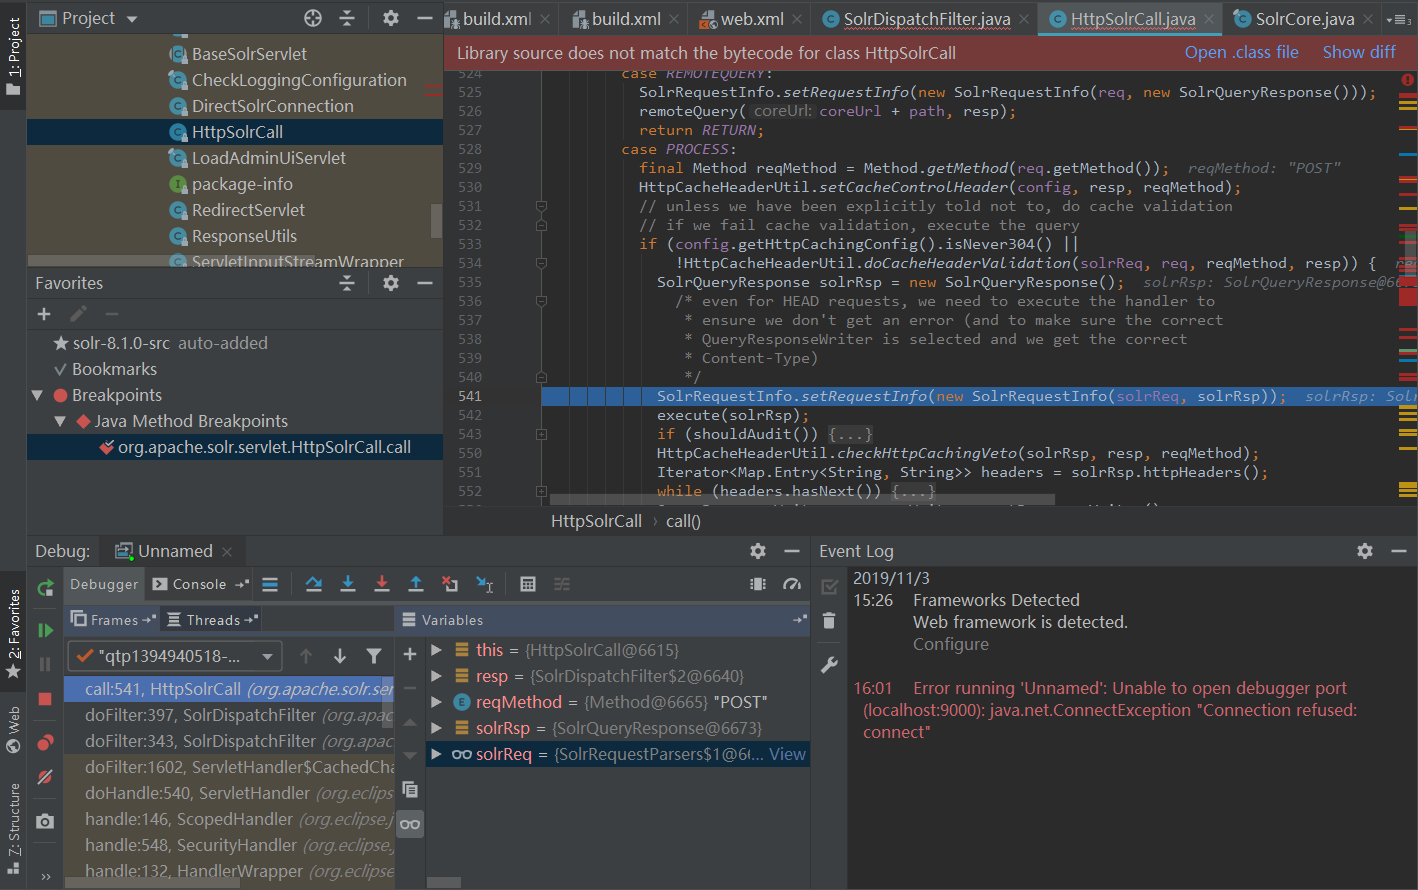 1: Project
2: Favorites
Web
7: Structure
Project
BaseSolrServlet
CheckLoggingConfiguration
DirectSolrConnection
HttpSolrCall
LoadAdminUiServlet
package-info
RedirectServlet
ResponseUtils
ServletInputStreamWrapper
Favorites
solr-8.1.0-src auto-added
Bookmarks
Breakpoints
Java Method Breakpoints
org.apache.solr.servlet.HttpSolrCall.call
build.xml
build.xml
web.xml
SolrDispatchFilter.java
HttpSolrCall.java
SolrCore.java
Library source does not match the bytecode for class HttpSolrCall
Open .class file Show diff
524 case REMOTEQUERY:
525 SolrRequestInfo.setRequestInfo(new SolrRequestInfo(req, new SolrQueryResponse()));
526 remoteQuery( coreUrl: coreUrl + path, resp);
527 return RETURN;
528 case PROCESS:
529 final Method reqMethod = Method.getMethod(req.getMethod()); reqMethod: "POST"
530 HttpCacheHeaderUtil.setCacheControlHeader(config, resp, reqMethod);
531 // unless we have been explicitly told not to, do cache validation
532 // if we fail cache validation, execute the query
533 if (config.getHttpCachingConfig().isNever304() ||
534 !HttpCacheHeaderUtil.doCacheHeaderValidation(solrReq, req, reqMethod, resp)) {
535 SolrQueryResponse solrRsp = new SolrQueryResponse(); solrRsp: SolrQueryResponse@66
536 /* even for HEAD requests, we need to execute the handler to
537 * ensure we don't get an error (and to make sure the correct
538 * QueryResponseWriter is selected and we get the correct
539 * Content-Type)
540 */
541 SolrRequestInfo.setRequestInfo(new SolrRequestInfo(solrReq, solrRsp)); solrRsp: Solr
542 execute(solrRsp);
543 if (shouldAudit()) {...}
550 HttpCacheHeaderUtil.checkHttpCachingVeto(solrRsp, resp, reqMethod);
551 Iterator<Map.Entry<String, String>> headers = solrRsp.httpHeaders();
552 while (headers.hasNext()) {...}
HttpSolrCall › call()
Debug: Unnamed
Debugger Console
Frames Threads
"qtp1394940518-...
call:541, HttpSolrCall (org.apache.solr.ser
doFilter:397, SolrDispatchFilter (org.apac
doFilter:343, SolrDispatchFilter (org.apac
doFilter:1602, ServletHandler$CachedCha
doHandle:540, ServletHandler (org.eclips
handle:146, ScopedHandler (org.eclipse.j
handle:548, SecurityHandler (org.eclipse
handle:132, HandlerWrapper (org.eclipse
Variables
this = {HttpSolrCall@6615}
resp = {SolrDispatchFilter$2@6640}
reqMethod = {Method@6665} "POST"
solrRsp = {SolrQueryResponse@6673}
solrReq = {SolrRequestParsers$1@66... View
Event Log
2019/11/3
15:26 Frameworks Detected
Web framework is detected.
Configure
16:01 Error running 'Unnamed': Unable to open debugger port
(localhost:9000): java.net.ConnectException "Connection refused:
connect"